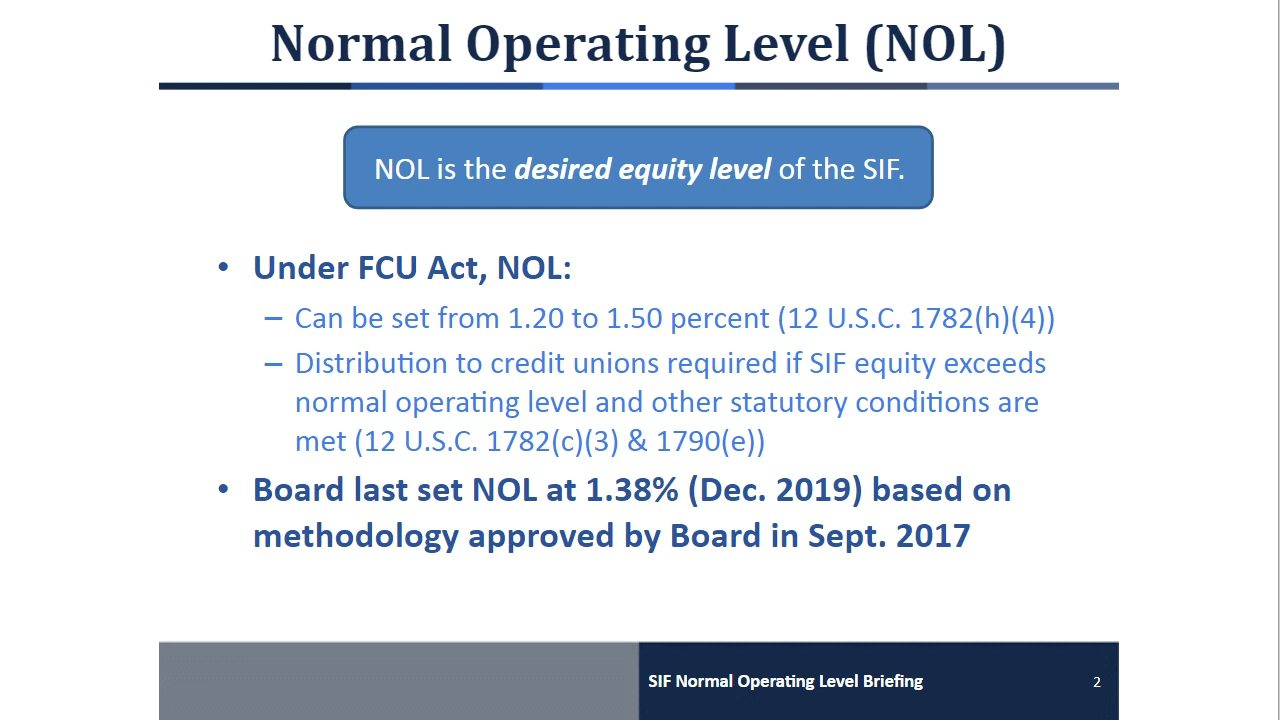 Normal Operating Level (NOL)
NOL is the desired equity level of the SIF.
• Under FCU Act, NOL:
– Can be set from 1.20 to 1.50 percent (12 U.S.C. 1782(h)(4))
– Distribution to credit unions required if SIF equity exceeds
normal operating level and other statutory conditions are
met (12 U.S.C. 1782(c)(3) & 1790(e))
• Board last set NOL at 1.38% (Dec. 2019) based on
methodology approved by Board in Sept. 2017
SIF Normal Operating Level Briefing
2